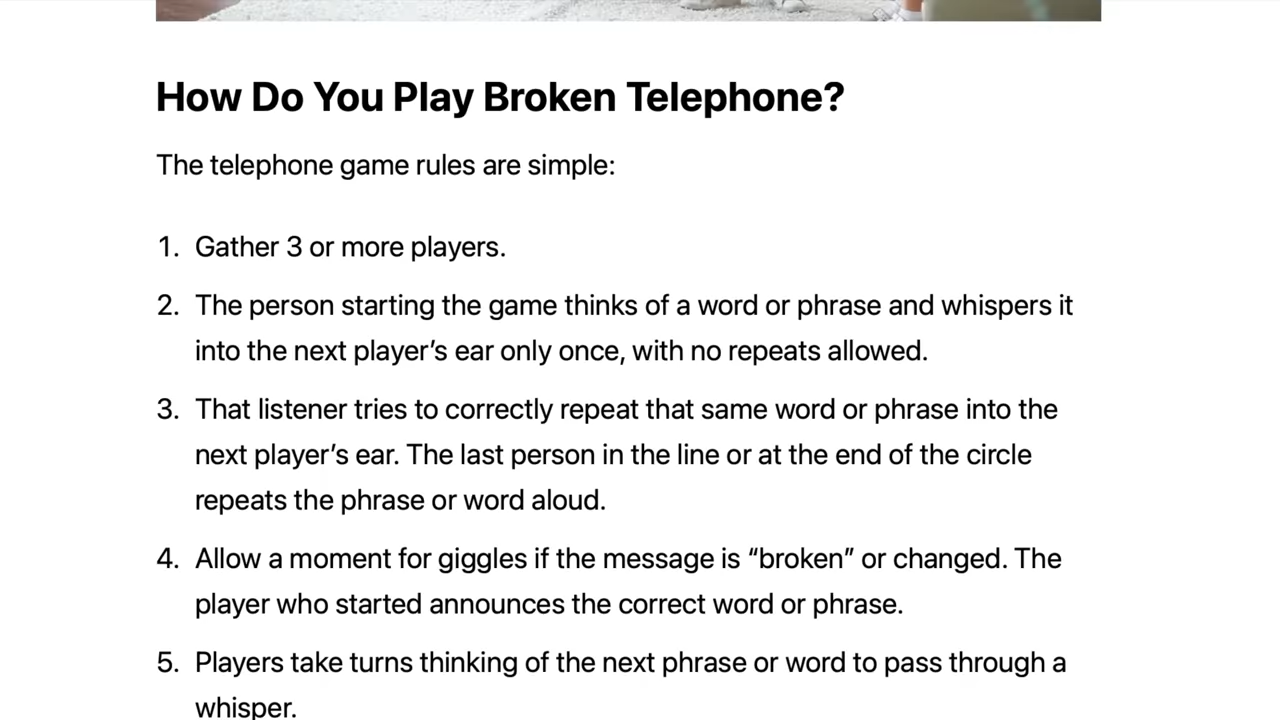 How Do You Play Broken Telephone?
The telephone game rules are simple:
1. Gather 3 or more players.
2. The person starting the game thinks of a word or phrase and whispers it
into the next player’s ear only once, with no repeats allowed.
3. That listener tries to correctly repeat that same word or phrase into the
next player’s ear. The last person in the line or at the end of the circle
repeats the phrase or word aloud.
4. Allow a moment for giggles if the message is “broken” or changed. The
player who started announces the correct word or phrase.
5. Players take turns thinking of the next phrase or word to pass through a
whisper.